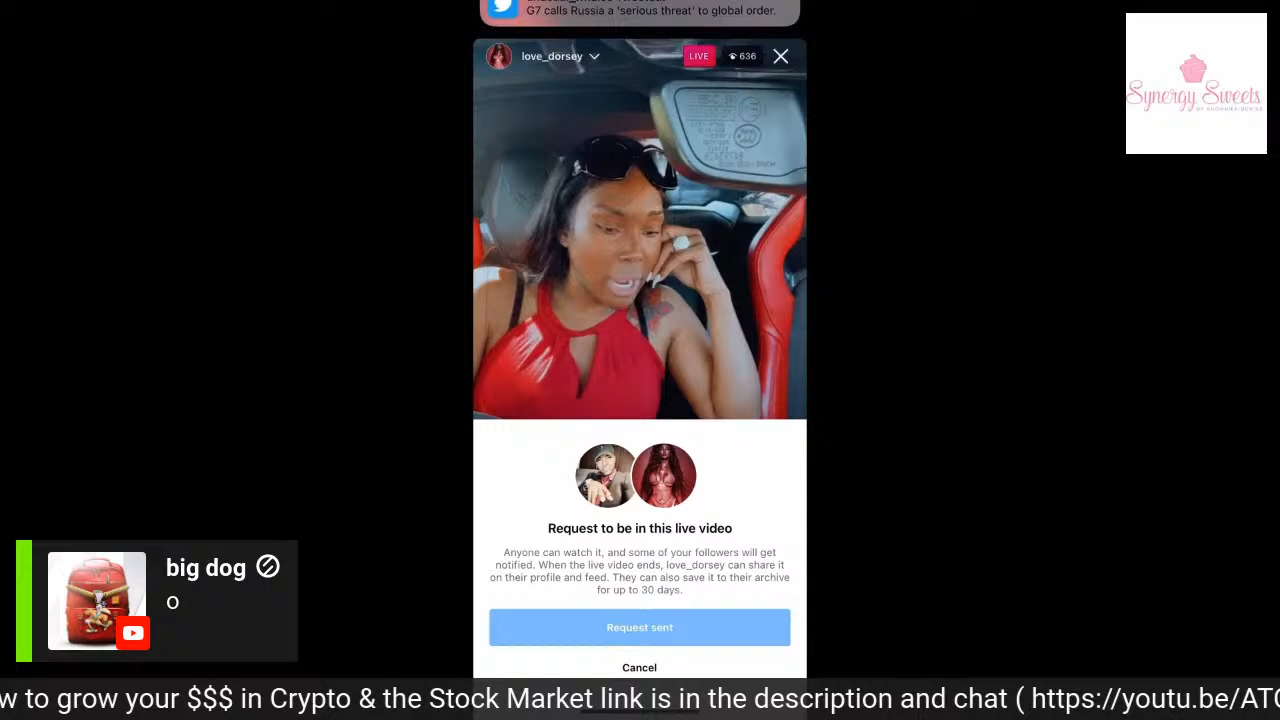 G7 calls Russia a 'serious threat' to global order.
love_dorsey
LIVE
636
Synergy Sweets
Request to be in this live video
Anyone can watch it, and some of your followers will get
notified. When the live video ends, love_dorsey can share it
on their profile and feed. They can also save it to their archive
for up to 30 days.
Request sent
Cancel
big dog
o
w to grow your $$$ in Crypto & the Stock Market link is in the description and chat ( https://youtu.be/ATC